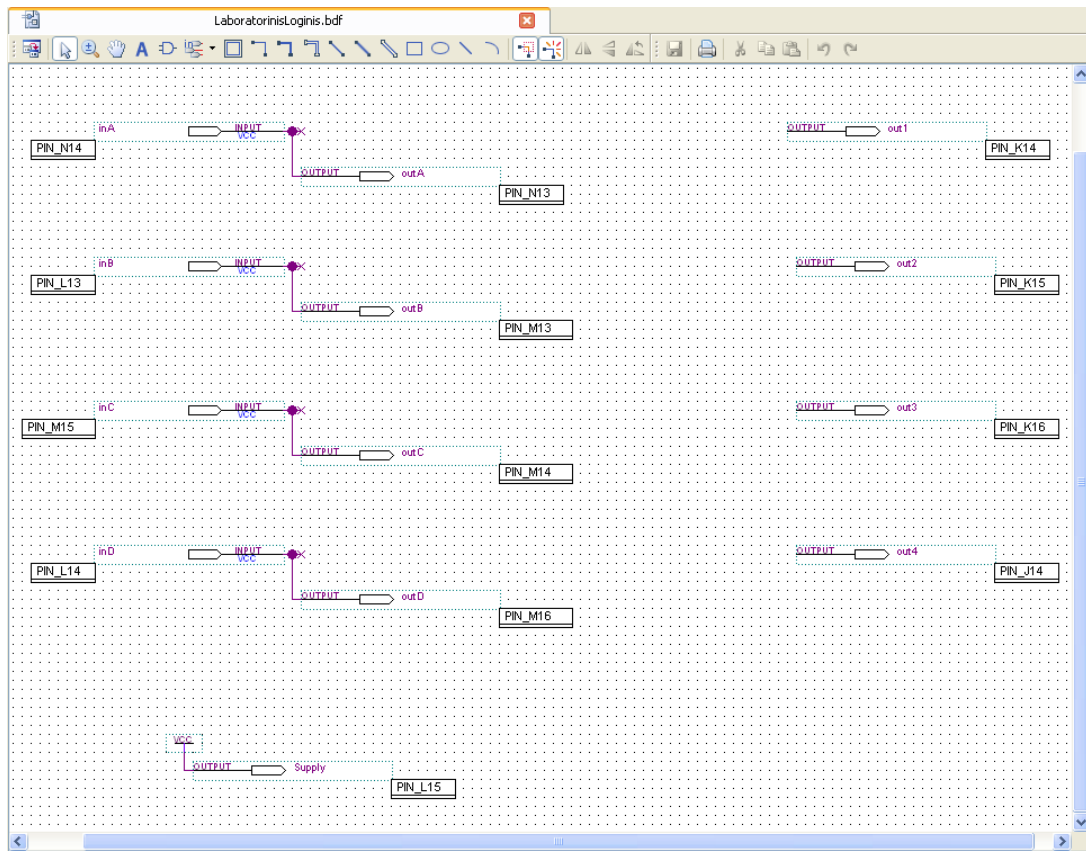 LaboratorinisLoginis.bdf
A
inA INPUT VCC
OUTPUT out1
PIN_N14
PIN_K14
OUTPUT outA
PIN_N13
inB INPUT VCC
OUTPUT out2
PIN_L13
PIN_K15
OUTPUT outB
PIN_M13
inC INPUT VCC
OUTPUT out3
PIN_M15
PIN_K16
OUTPUT outC
PIN_M14
inD INPUT VCC
OUTPUT out4
PIN_L14
PIN_J14
OUTPUT outD
PIN_M16
VCC
OUTPUT Supply
PIN_L15